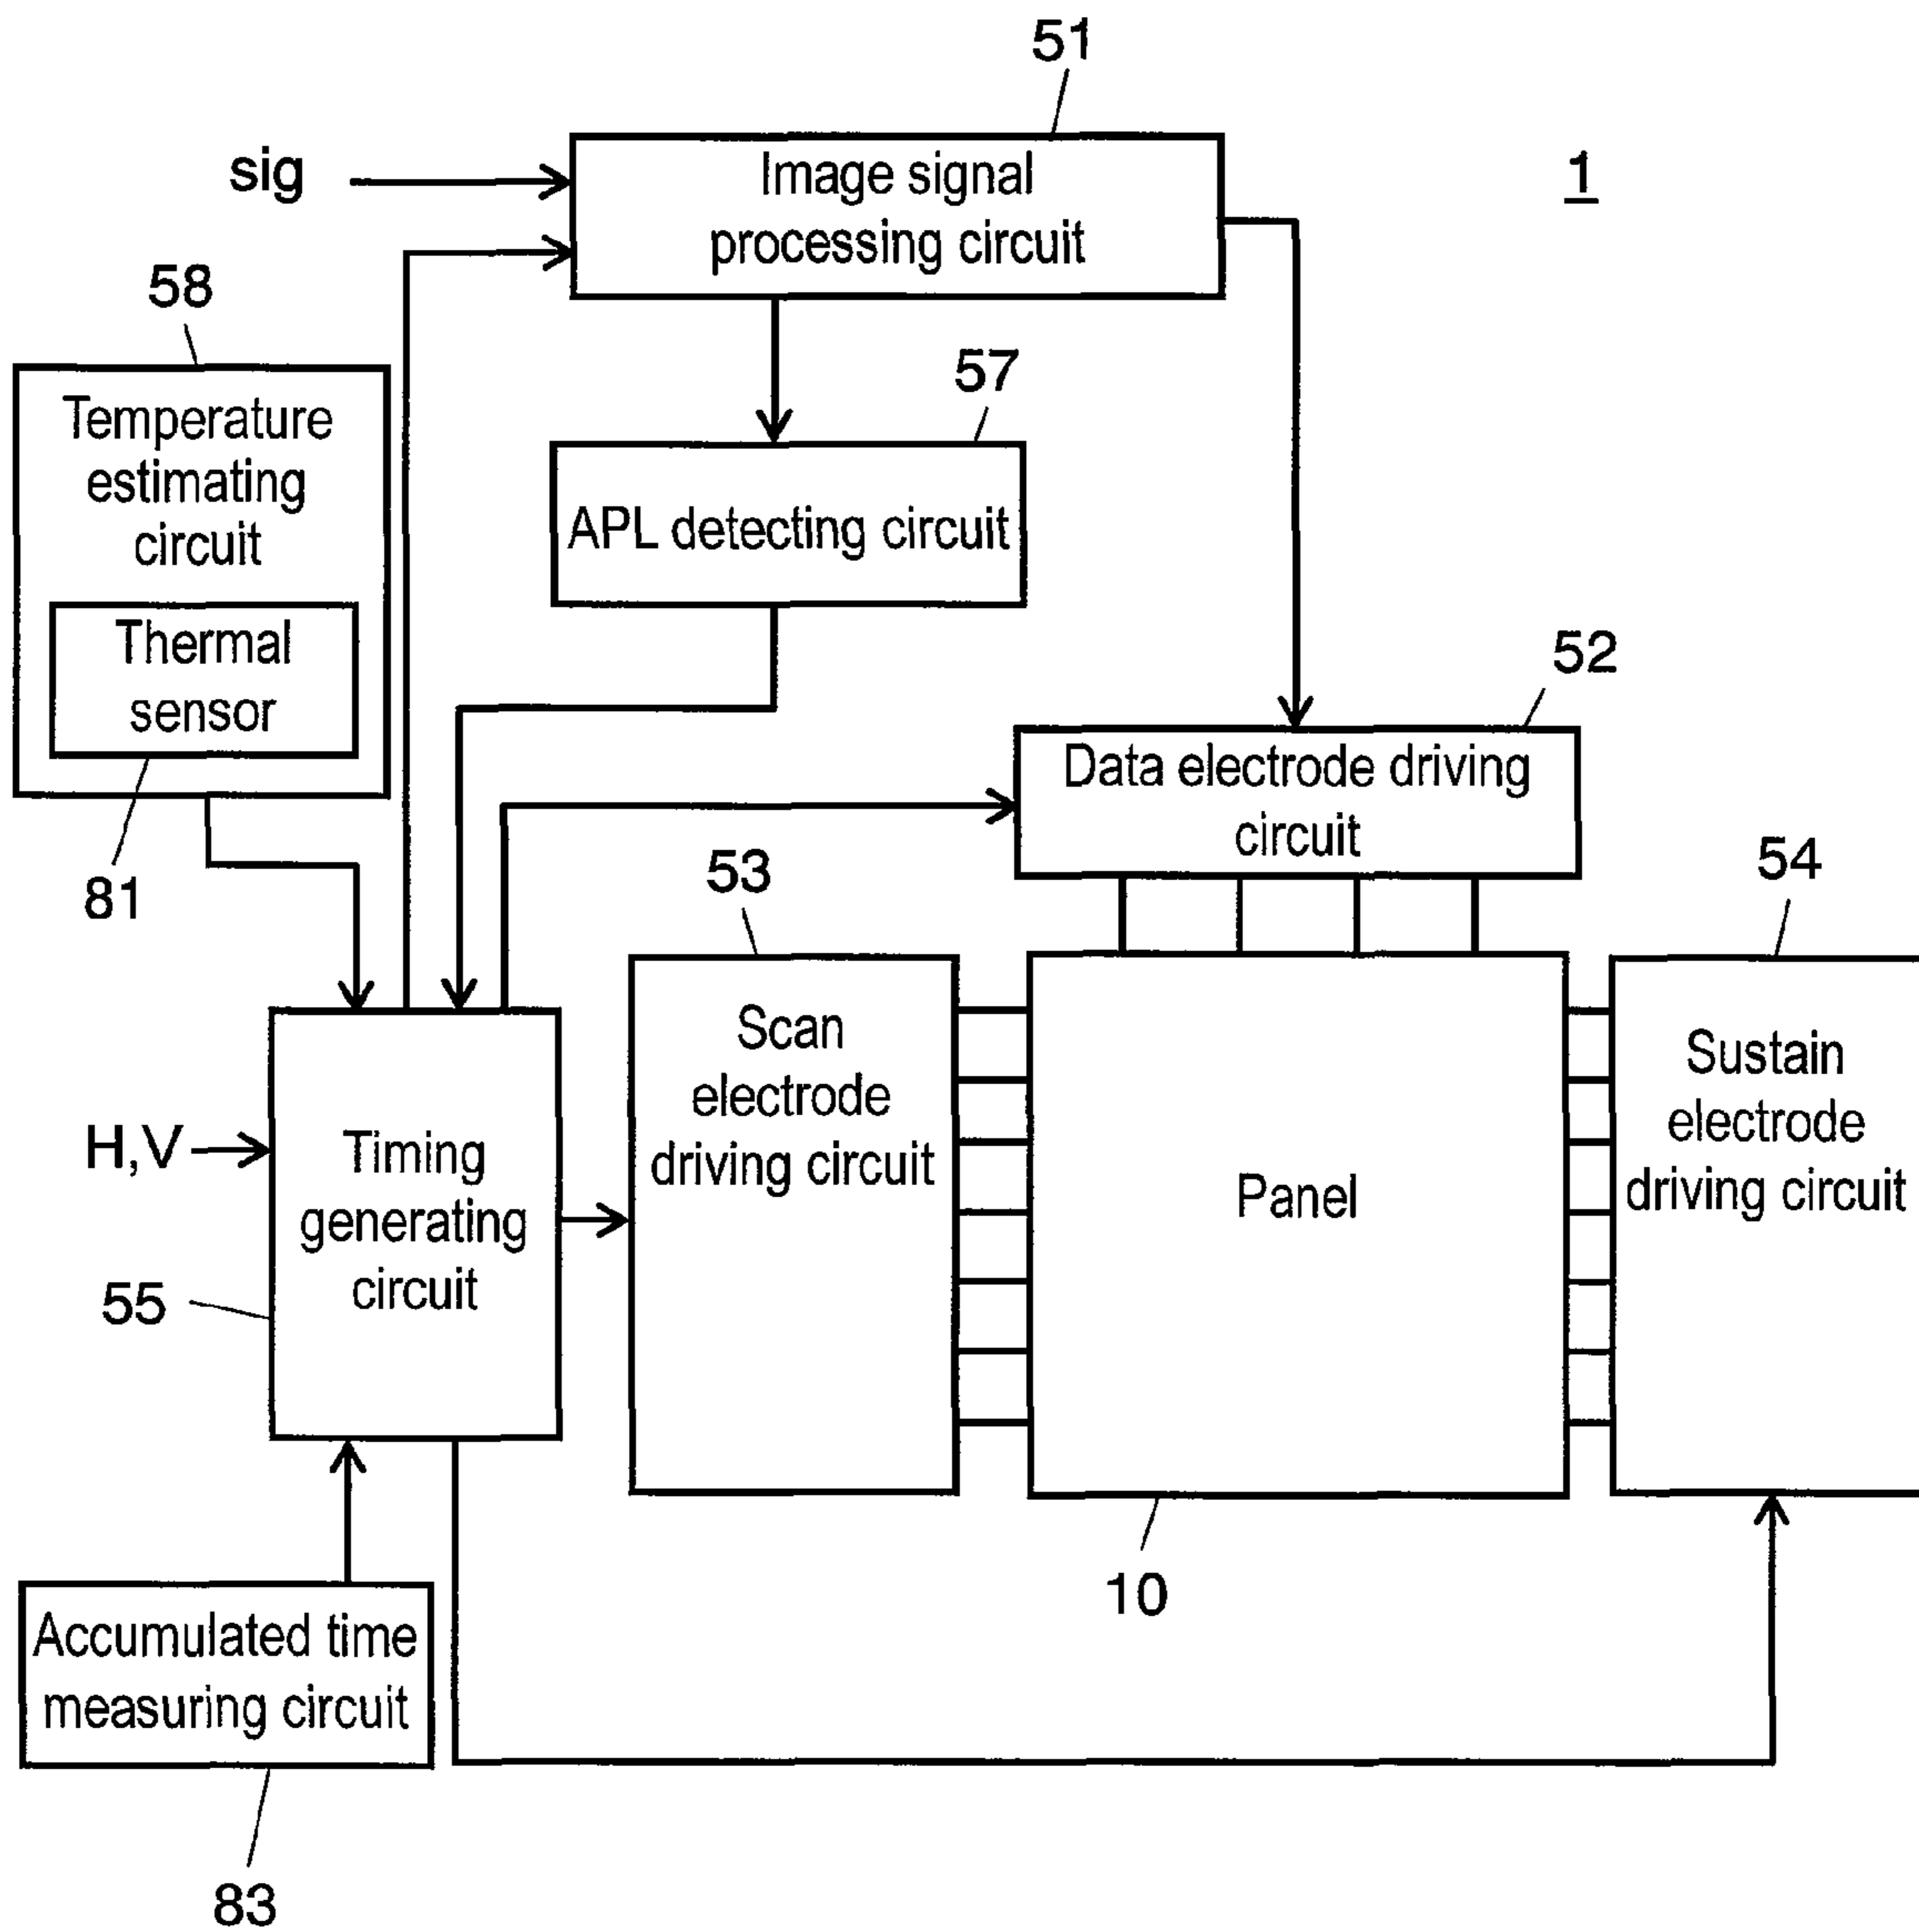 51
sig
Image signal
processing circuit
1
58
Temperature
estimating
circuit
Thermal
sensor
81
57
APL detecting circuit
52
Data electrode driving
circuit
53
Scan
electrode
driving circuit
54
Sustain
electrode
driving circuit
H,V
Timing
generating
circuit
55
Panel
10
Accumulated time
measuring circuit
83